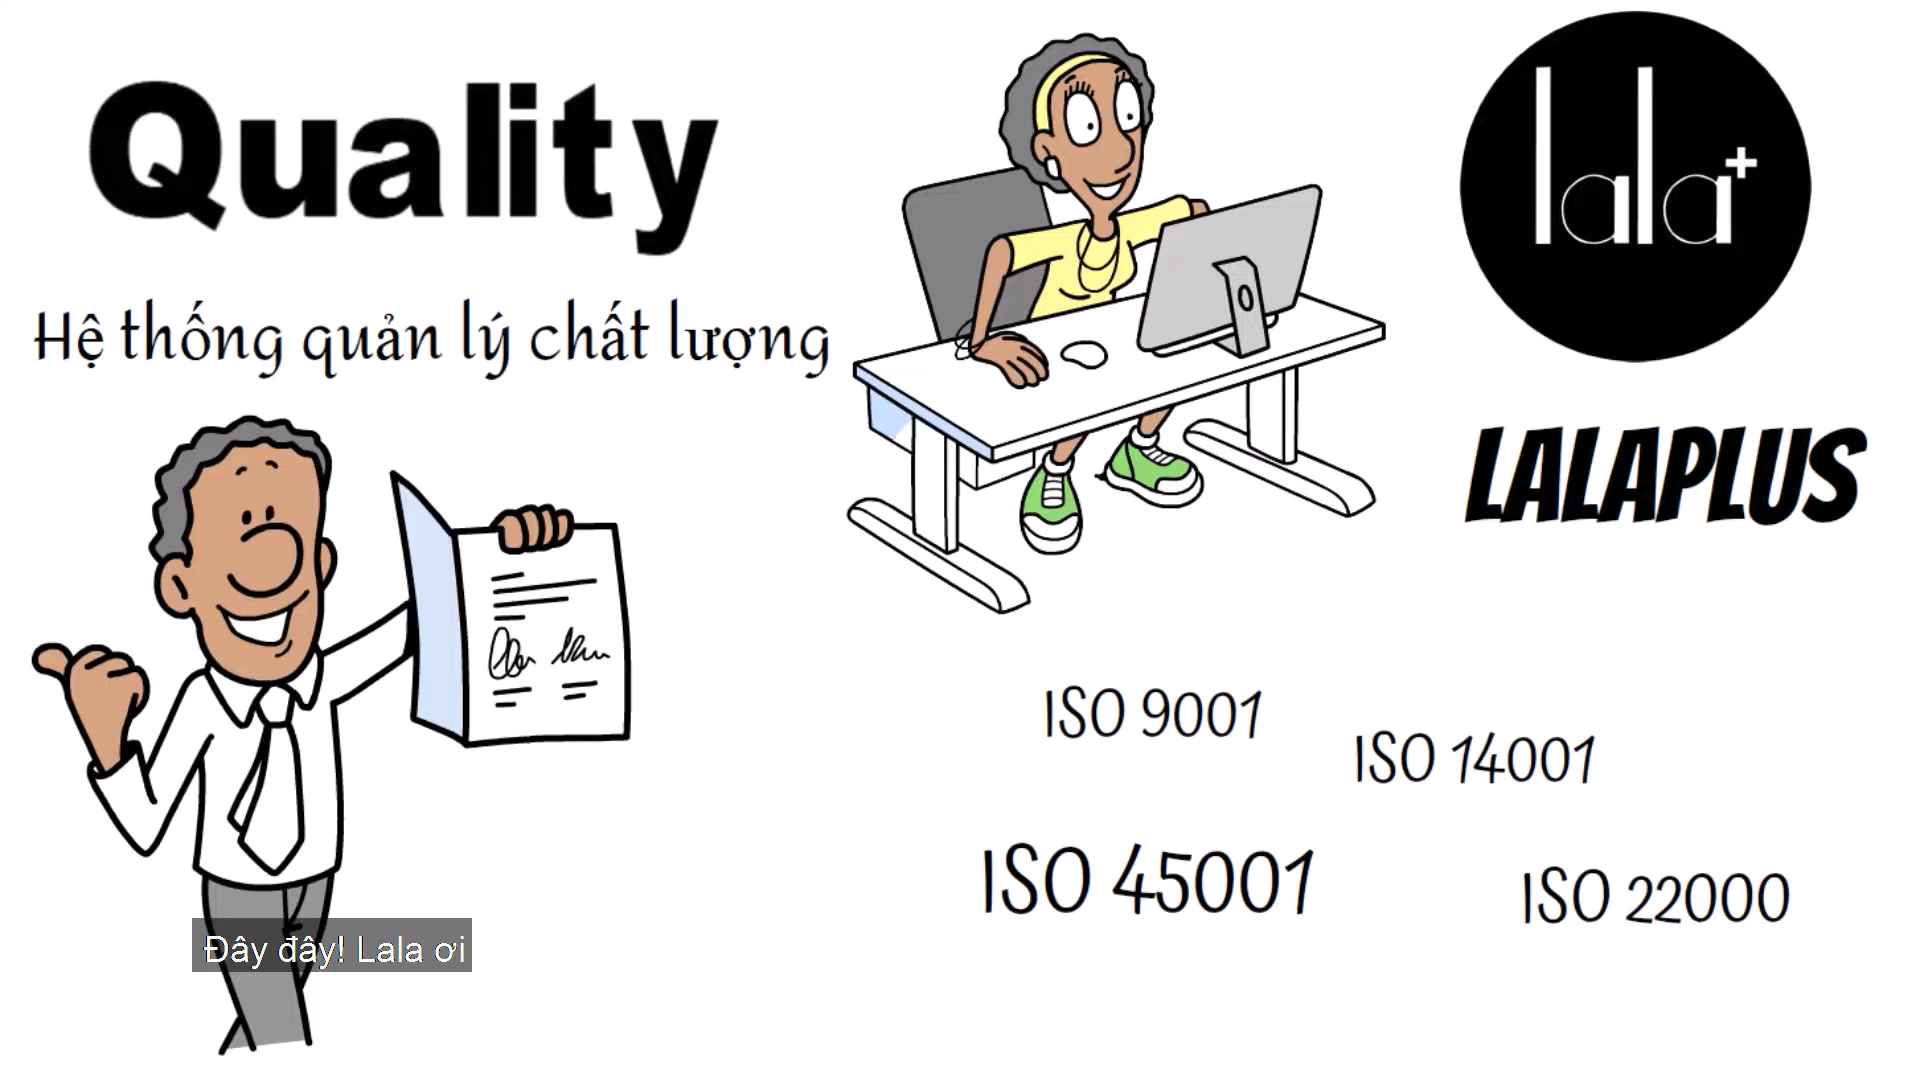 Quality
Hệ thống quản lý chất lượng
lala+
LALAPLUS
ISO 9001
ISO 14001
ISO 45001
ISO 22000
Đây đây! Lala ơi